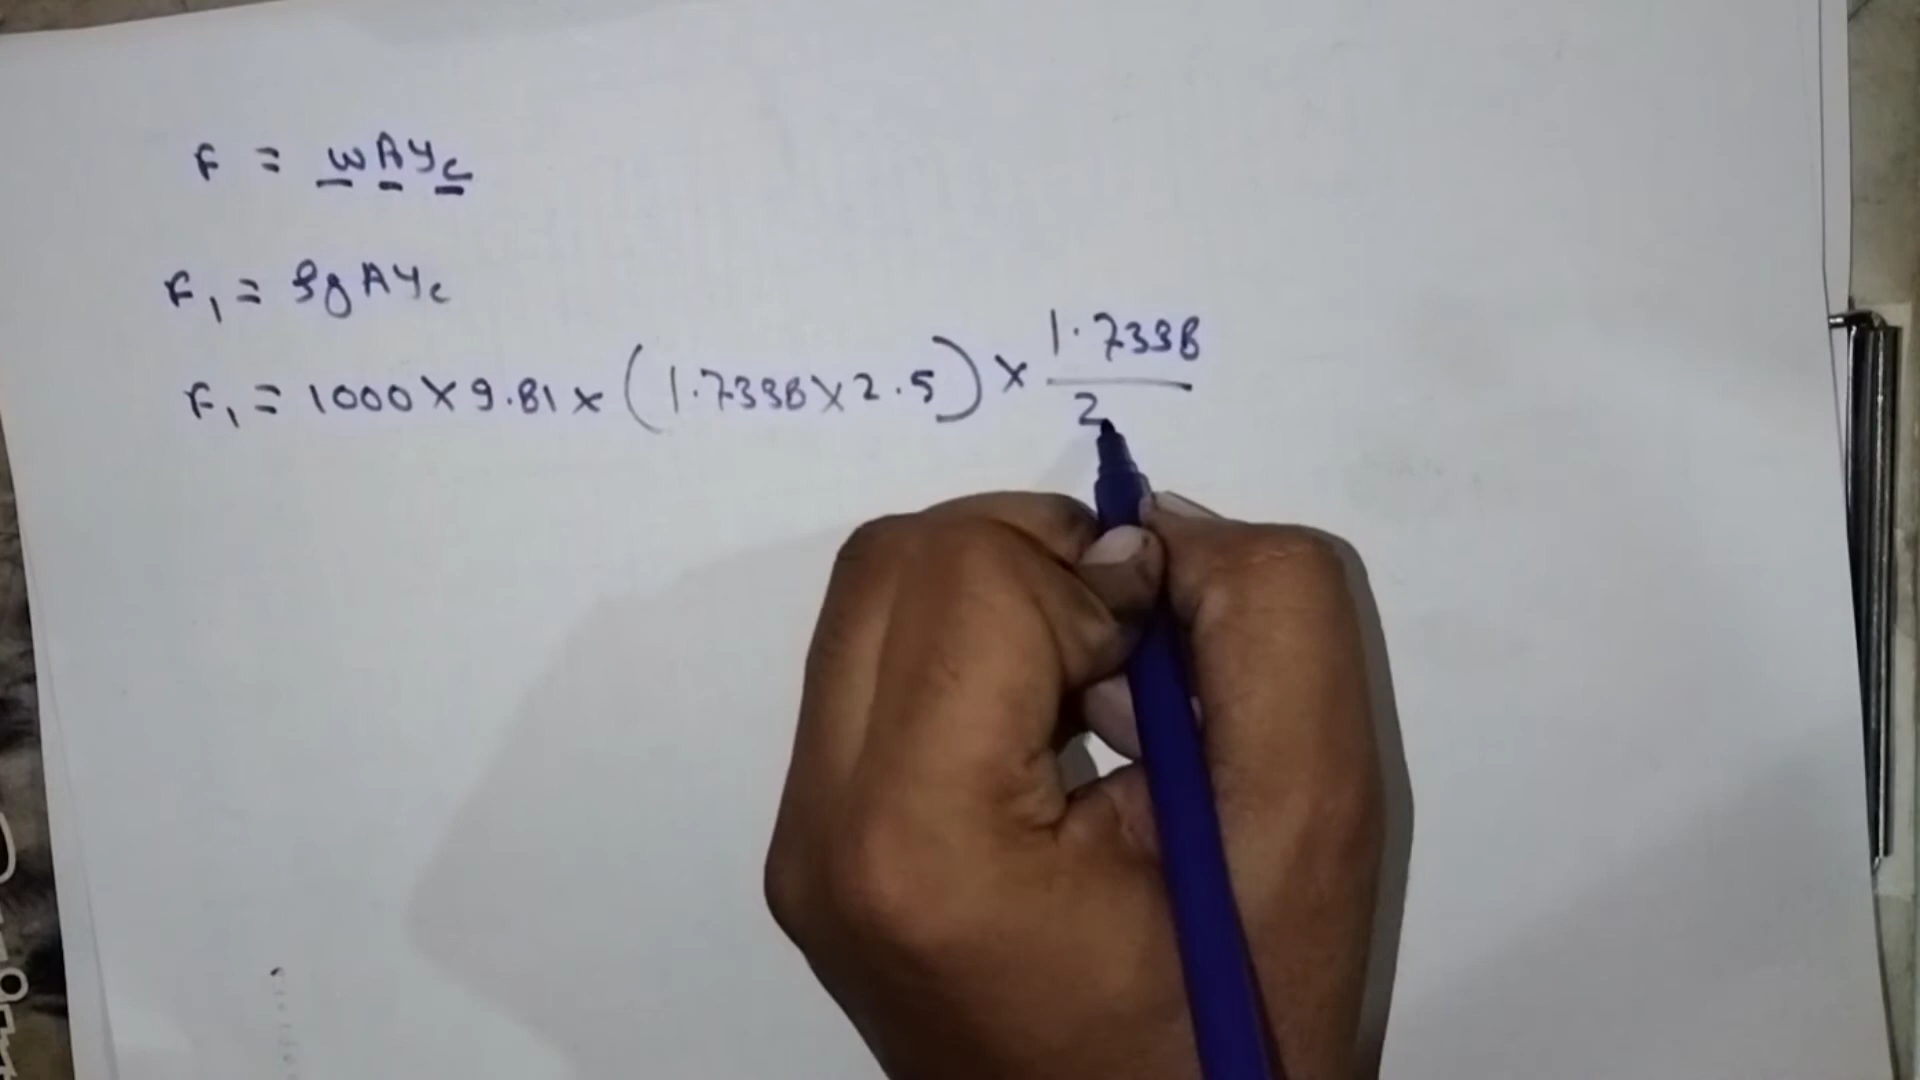 F = wAyc
F₁ = ρgAyc
1.7338
F₁ = 1000 × 9.81 × (1.7338 × 2.5) × ———
2